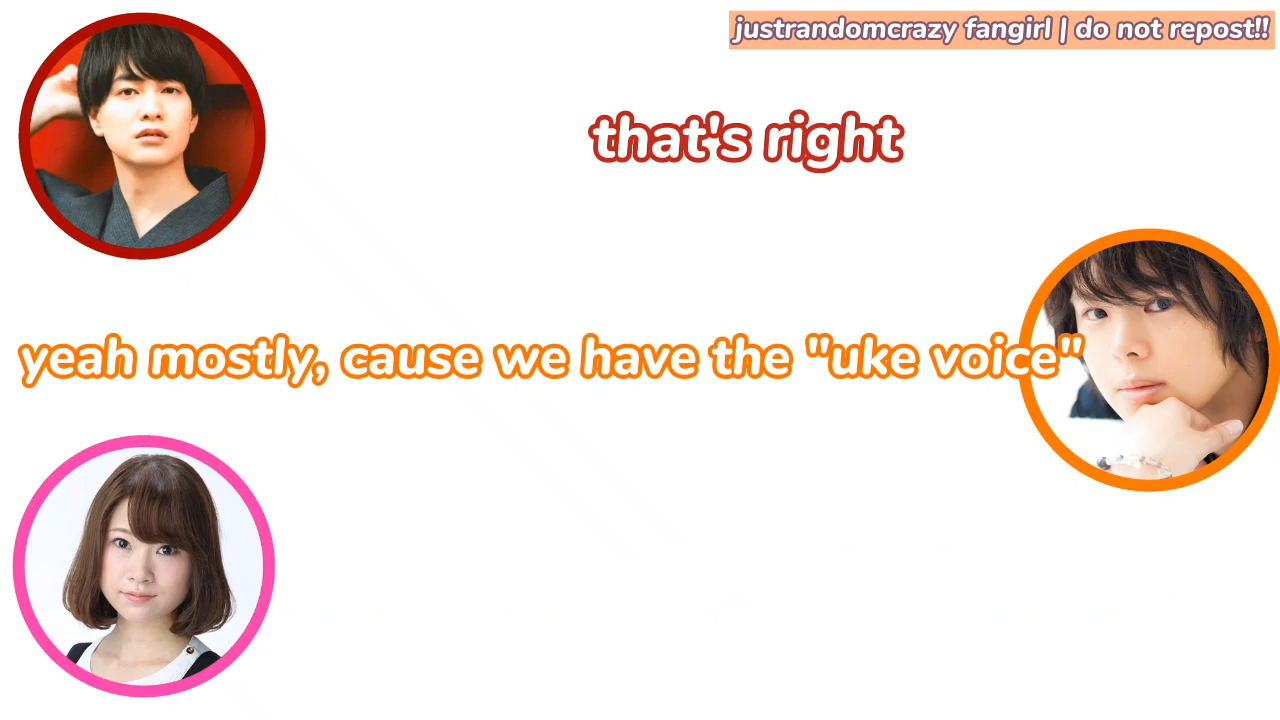 justrandomcrazy fangirl | do not repost!!
that's right
yeah mostly, cause we have the "uke voice"